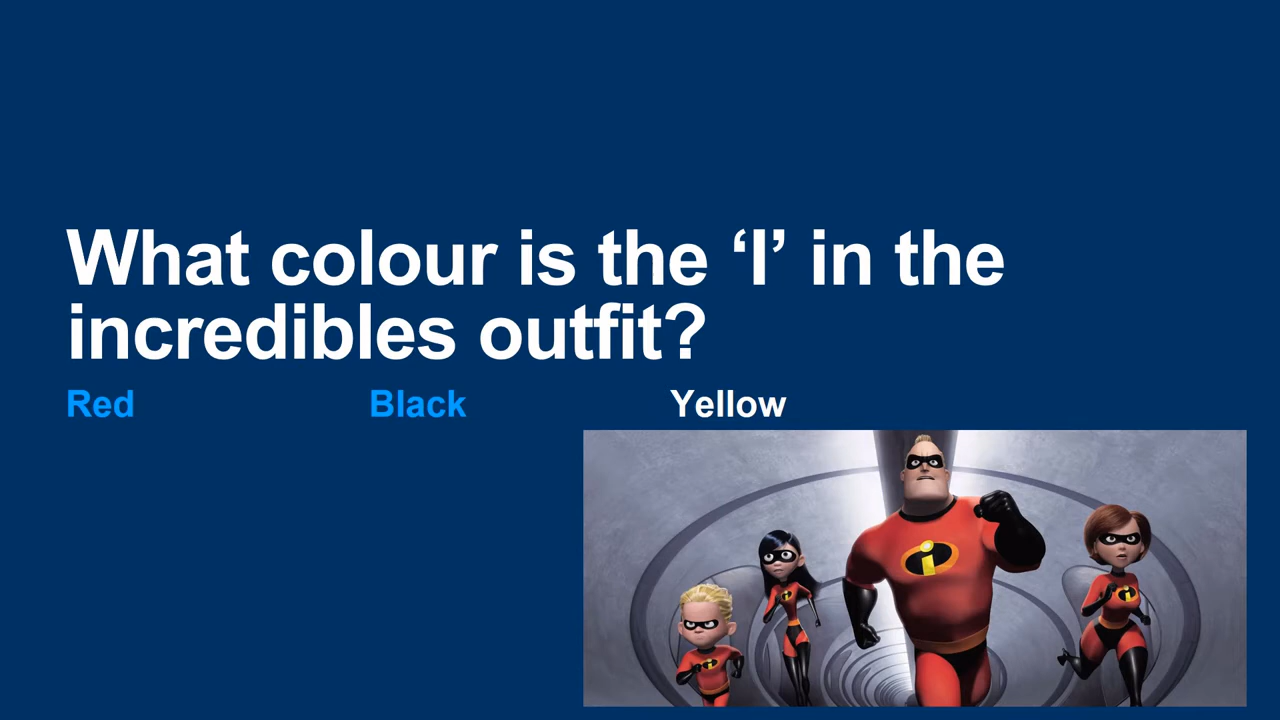 What colour is the ‘I’ in the
incredibles outfit?
Red Black Yellow
i